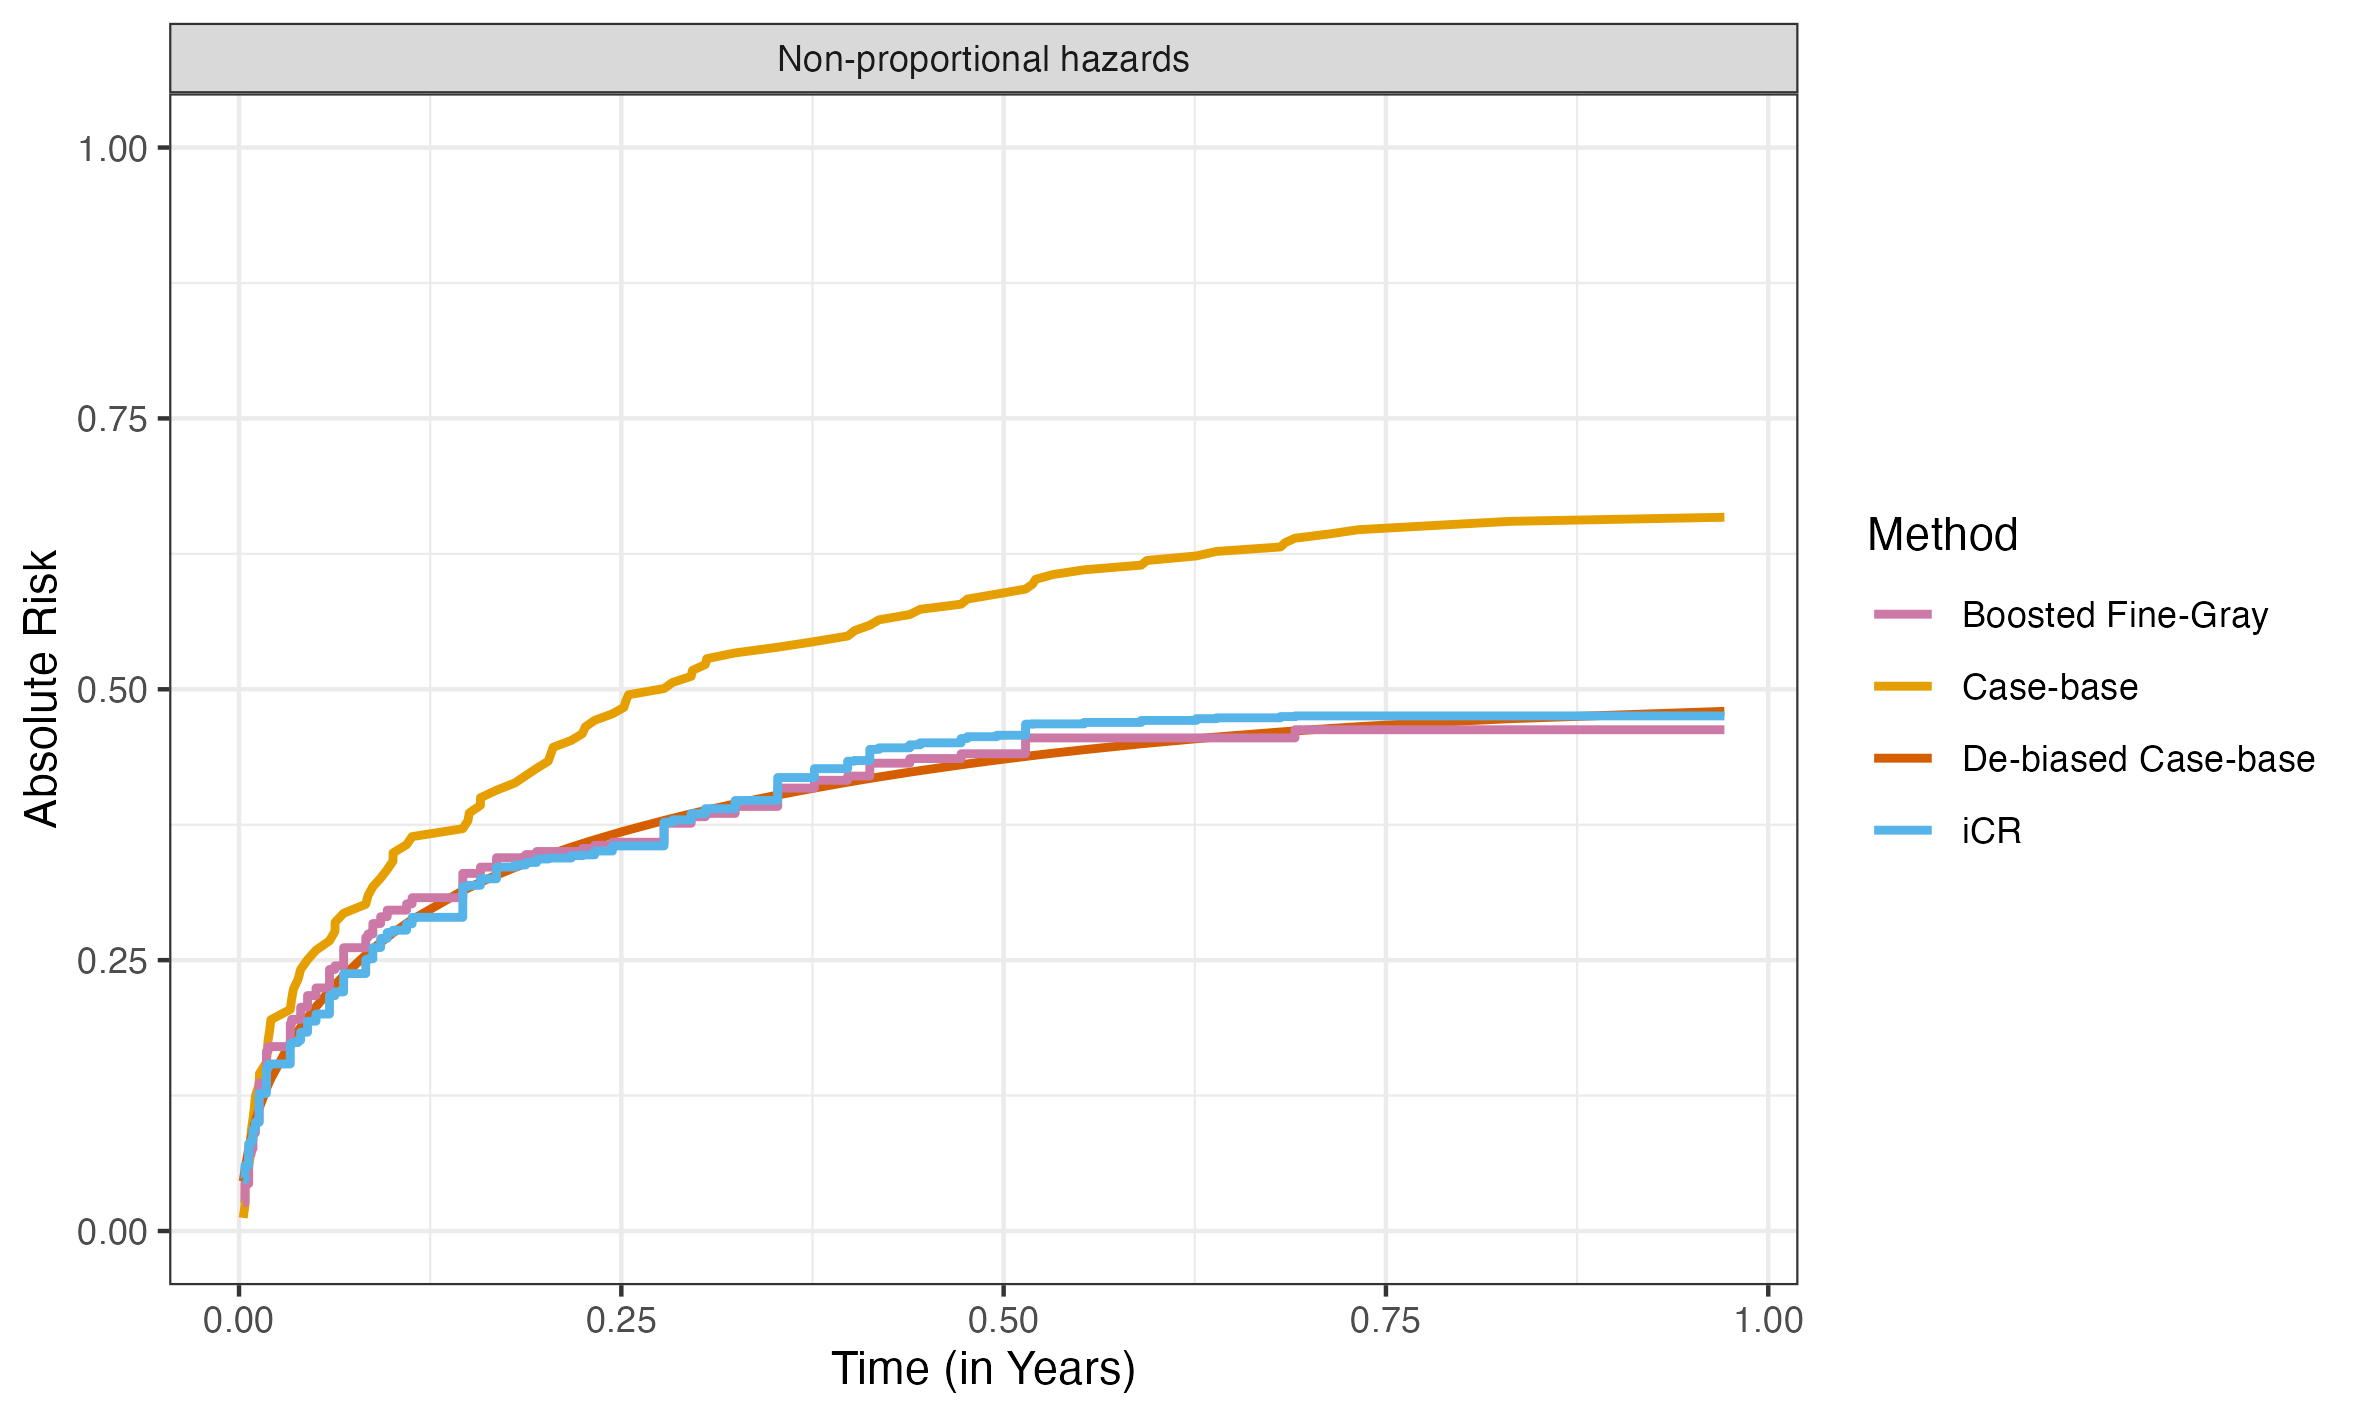 Non-proportional hazards
1.00
0.75
0.50
0.25
0.00
Absolute Risk
0.00 0.25 0.50 0.75 1.00
Time (in Years)
Method
Boosted Fine-Gray
Case-base
De-biased Case-base
iCR